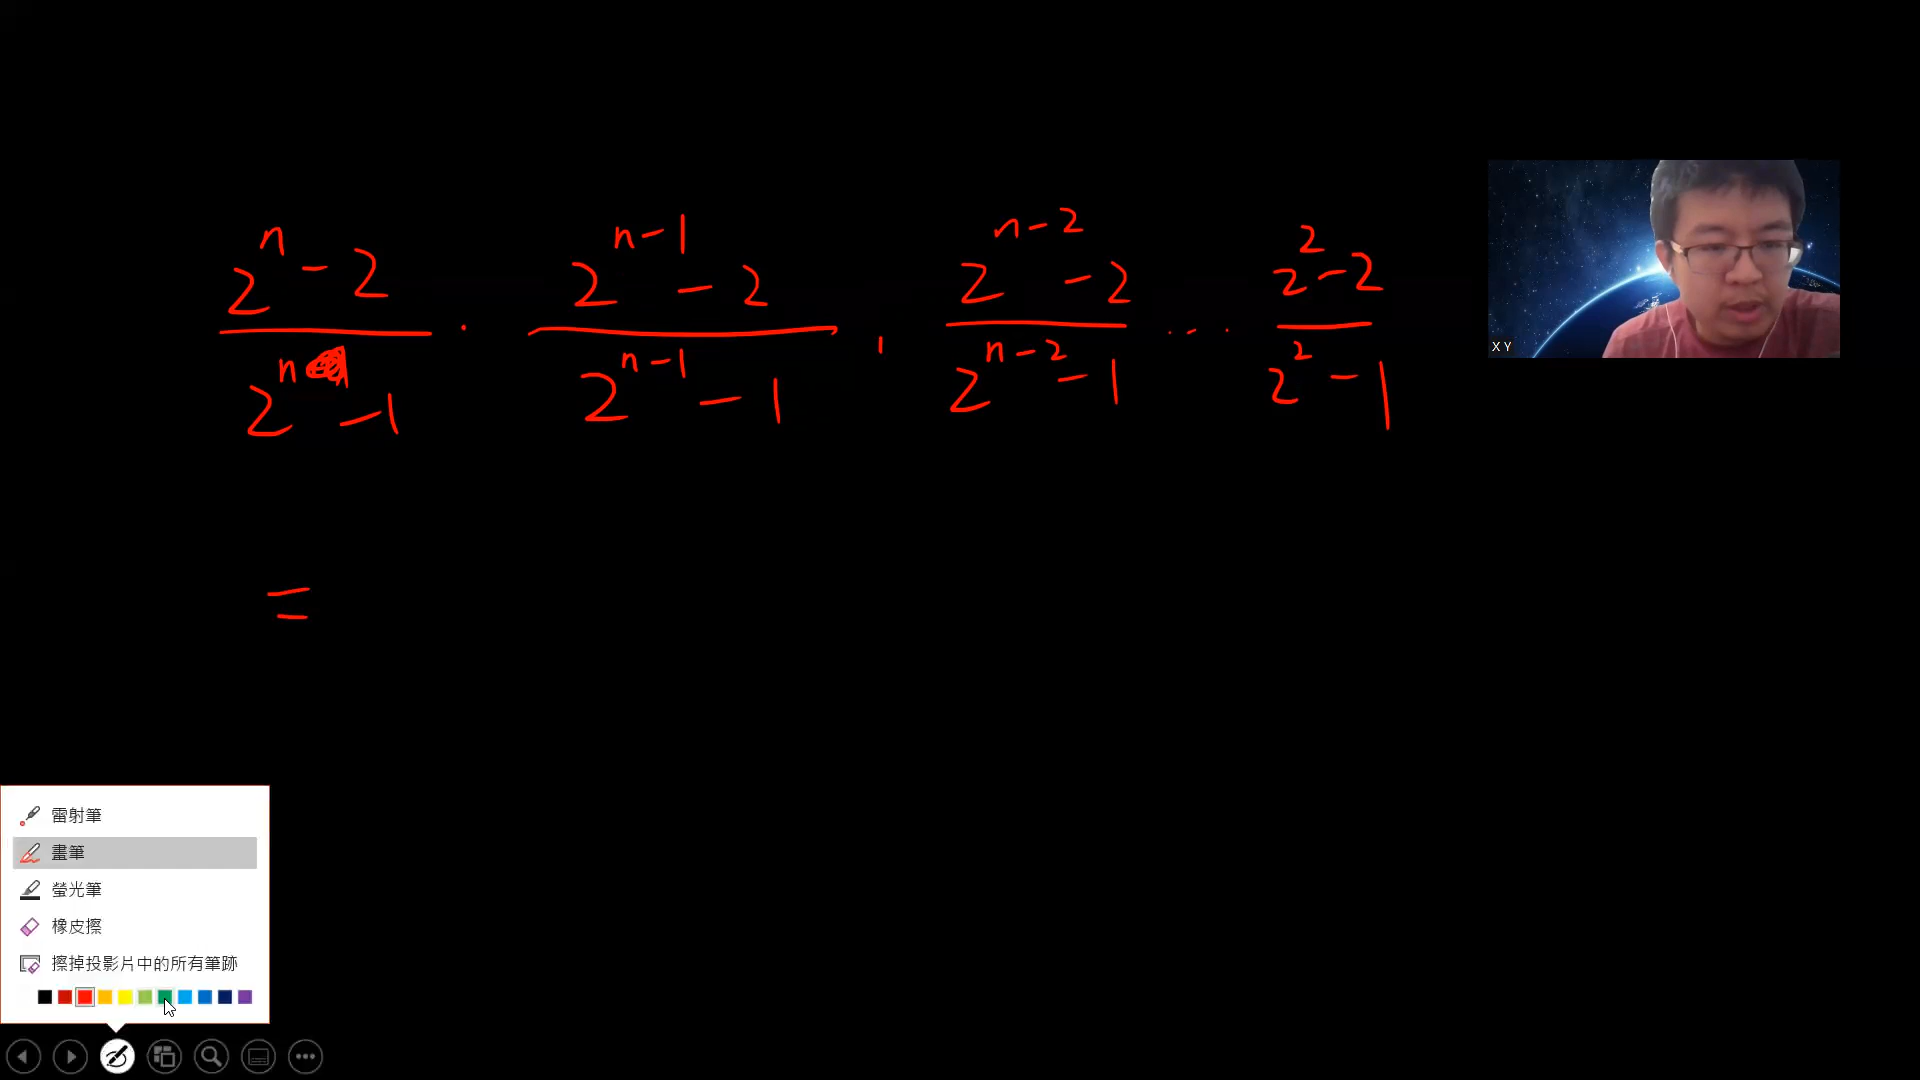 2^n - 2 / 2^n - 1 · 2^{n-1} - 2 / 2^{n-1} - 1 · 2^{n-2} - 2 / 2^{n-2} - 1 ... 2^2 - 2 / 2^2 - 1
X Y
=
雷射筆
畫筆
螢光筆
橡皮擦
擦掉投影片中的所有筆跡